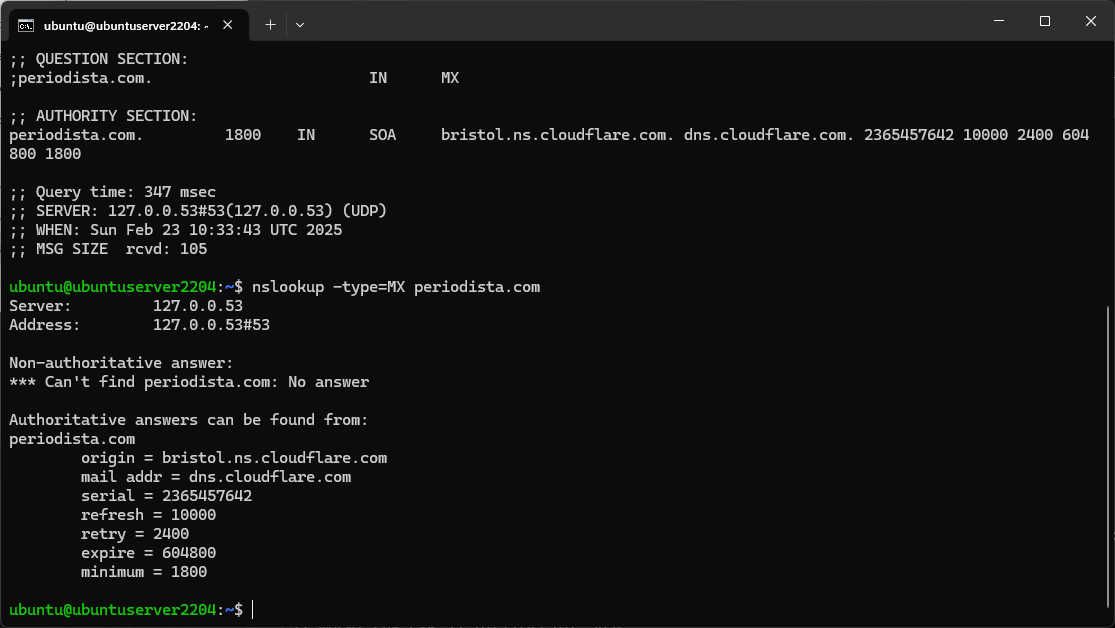 ubuntu@ubuntuserver2204: ~
;; QUESTION SECTION:
;periodista.com.                        IN      MX
;; AUTHORITY SECTION:
periodista.com.         1800    IN      SOA     bristol.ns.cloudflare.com. dns.cloudflare.com. 2365457642 10000 2400 604
800 1800
;; Query time: 347 msec
;; SERVER: 127.0.0.53#53(127.0.0.53) (UDP)
;; WHEN: Sun Feb 23 10:33:43 UTC 2025
;; MSG SIZE  rcvd: 105
ubuntu@ubuntuserver2204:~$ nslookup -type=MX periodista.com
Server:         127.0.0.53
Address:        127.0.0.53#53
Non-authoritative answer:
*** Can't find periodista.com: No answer
Authoritative answers can be found from:
periodista.com
        origin = bristol.ns.cloudflare.com
        mail addr = dns.cloudflare.com
        serial = 2365457642
        refresh = 10000
        retry = 2400
        expire = 604800
        minimum = 1800
ubuntu@ubuntuserver2204:~$